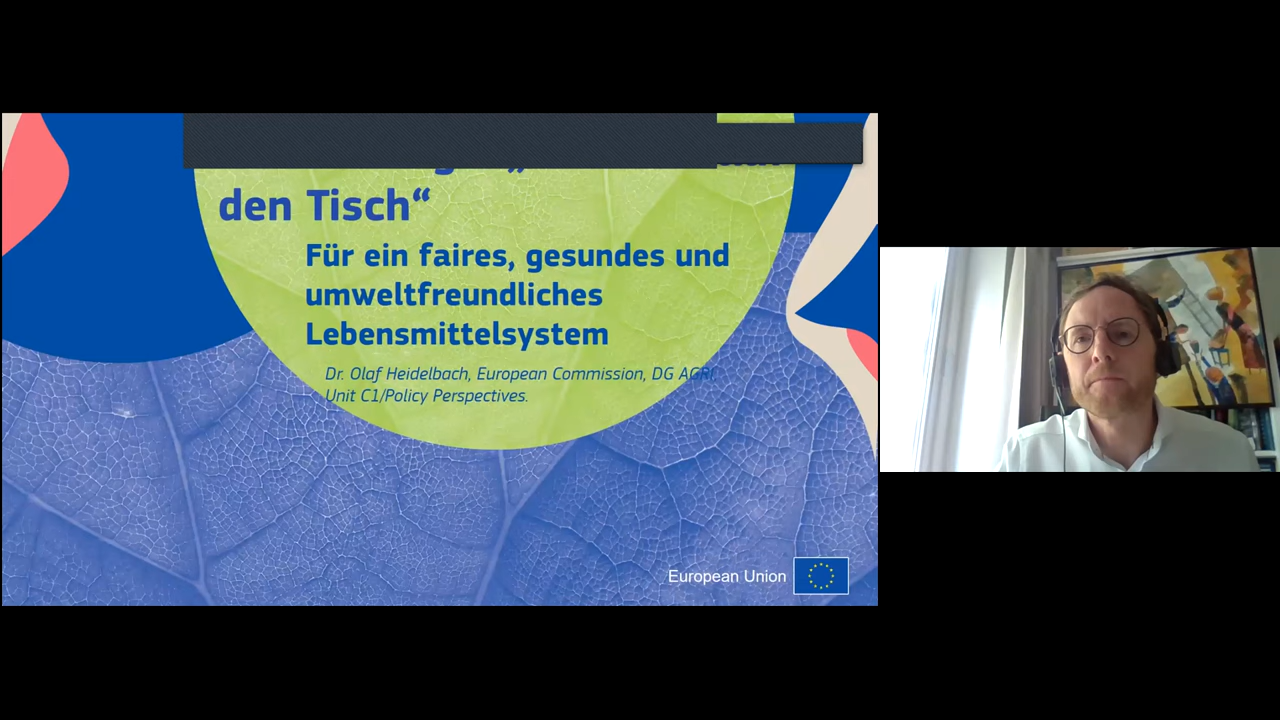 den Tisch“
Für ein faires, gesundes und
umweltfreundliches
Lebensmittelsystem
Dr. Olaf Heidelbach, European Commission, DG AGRI.
Unit C1/Policy Perspectives.
European Union